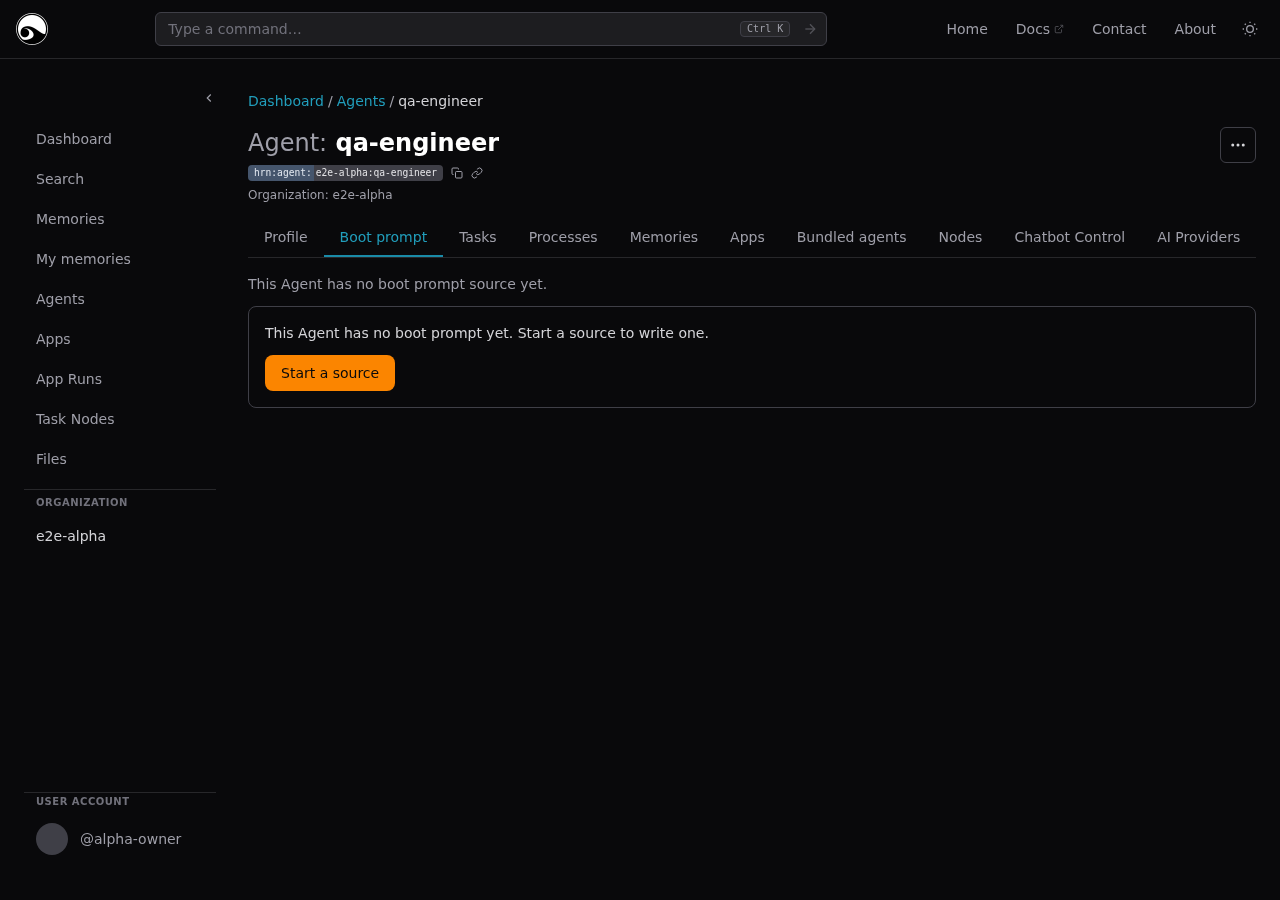 Type a command...
Ctrl K
Home
Docs
Contact
About
Dashboard
Search
Memories
My memories
Agents
Apps
App Runs
Task Nodes
Files
ORGANIZATION
e2e-alpha
USER ACCOUNT
@alpha-owner
Dashboard / Agents / qa-engineer
Agent: qa-engineer
hrn:agent:e2e-alpha:qa-engineer
Organization: e2e-alpha
Profile
Boot prompt
Tasks
Processes
Memories
Apps
Bundled agents
Nodes
Chatbot Control
AI Providers
This Agent has no boot prompt source yet.
This Agent has no boot prompt yet. Start a source to write one.
Start a source